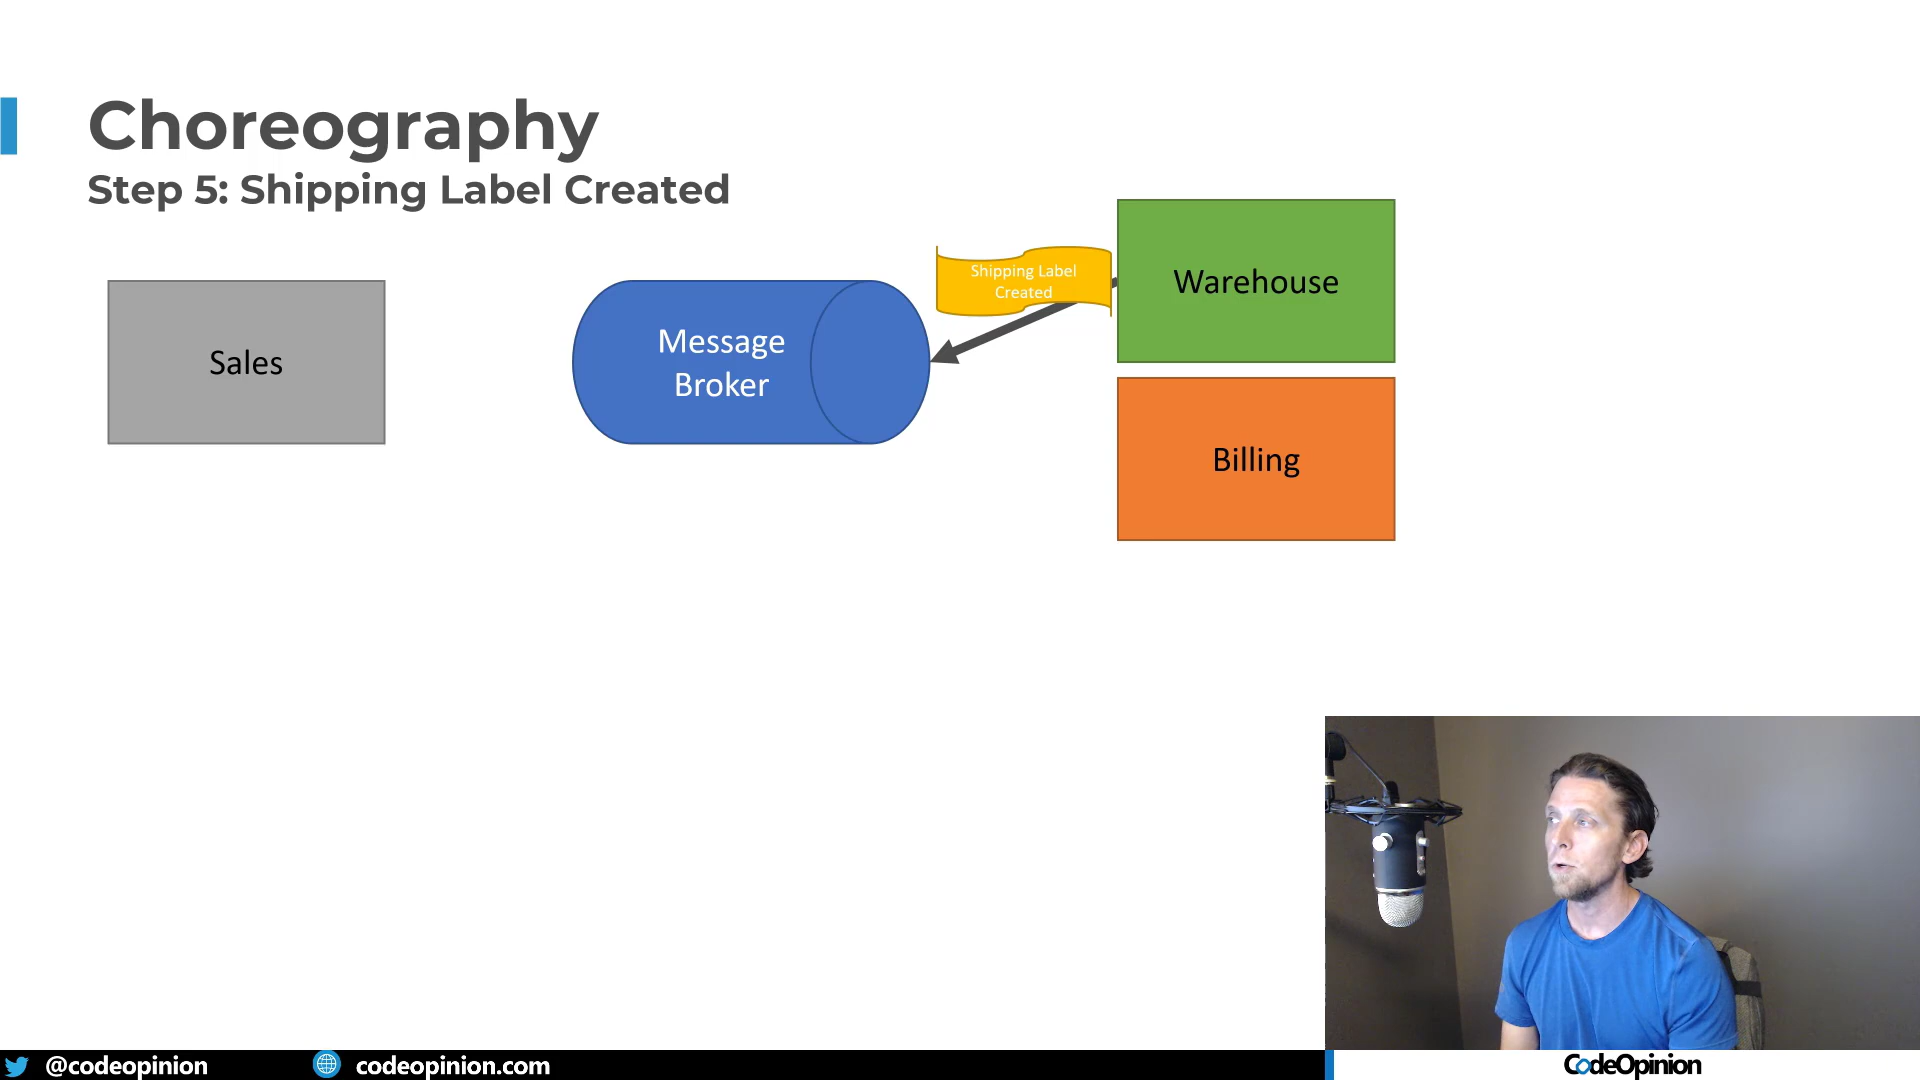 Choreography
Step 5: Shipping Label Created
Shipping Label
Created
Warehouse
Sales
Message
Broker
Billing
@codeopinion
codeopinion.com
CodeOpinion